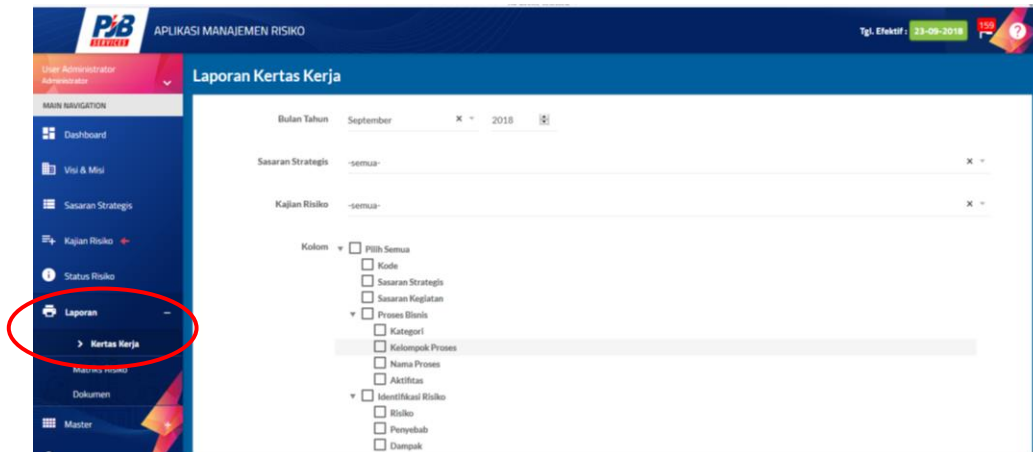 PJB
SERVICES
APLIKASI MANAJEMEN RISIKO
Tgl. Efektif : 23-09-2018
159
?
User Administrator
Administrator
Laporan Kertas Kerja
MAIN NAVIGATION
Dashboard
Visi & Misi
Sasaran Strategis
Kajian Risiko
Status Risiko
Laporan
Kertas Kerja
Matriks Risiko
Dokumen
Master
Bulan Tahun September x 2018
Sasaran Strategis -semua- x
Kajian Risiko -semua- x
Kolom Pilih Semua
Kode
Sasaran Strategis
Sasaran Kegiatan
Proses Bisnis
Kategori
Kelompok Proses
Nama Proses
Aktifitas
Identifikasi Risiko
Risiko
Penyebab
Dampak